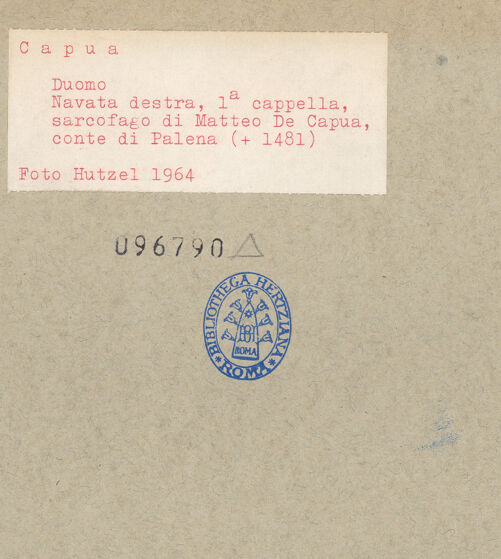 Capua
Duomo
Navata destra, 1a cappella,
sarcofago di Matteo De Capua,
conte di Palena (+ 1481)
Foto Hutzel 1964
096790
BIBLIOTHECA HERTZIANA
ROMA
ROMA